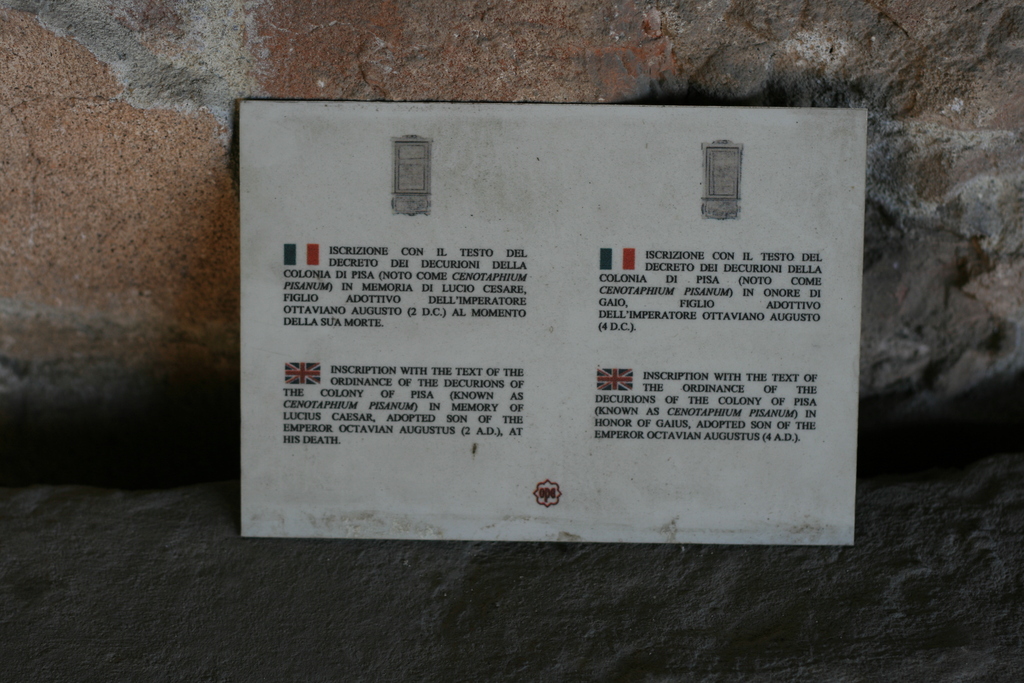 ISCRIZIONE CON IL TESTO DEL
DECRETO DEI DECURIONI DELLA
COLONIA DI PISA (NOTO COME CENOTAPHIUM
PISANUM) IN MEMORIA DI LUCIO CESARE,
FIGLIO ADOTTIVO DELL'IMPERATORE
OTTAVIANO AUGUSTO (2 D.C.) AL MOMENTO
DELLA SUA MORTE.
INSCRIPTION WITH THE TEXT OF THE
ORDINANCE OF THE DECURIONS OF
THE COLONY OF PISA (KNOWN AS
CENOTAPHIUM PISANUM) IN MEMORY OF
LUCIUS CAESAR, ADOPTED SON OF THE
EMPEROR OCTAVIAN AUGUSTUS (2 A.D.), AT
HIS DEATH.
ISCRIZIONE CON IL TESTO DEL
DECRETO DEI DECURIONI DELLA
COLONIA DI PISA (NOTO COME
CENOTAPHIUM PISANUM) IN ONORE DI
GAIO, FIGLIO ADOTTIVO
DELL'IMPERATORE OTTAVIANO AUGUSTO
(4 D.C.).
INSCRIPTION WITH THE TEXT OF
THE ORDINANCE OF THE
DECURIONS OF THE COLONY OF PISA
(KNOWN AS CENOTAPHIUM PISANUM) IN
HONOR OF GAIUS, ADOPTED SON OF THE
EMPEROR OCTAVIAN AUGUSTUS (4 A.D.).
opa